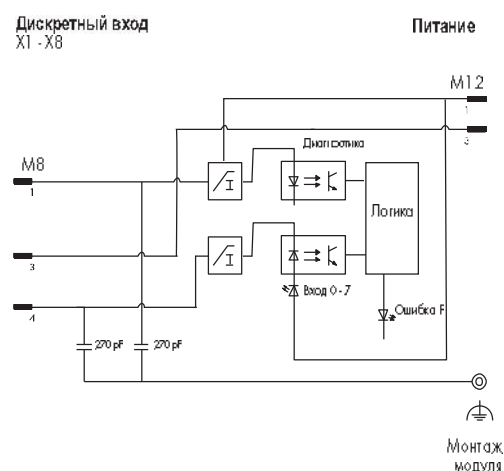 Дискретный вход
X1 - X8
Питание
M12
1
3
Диагностика
M8
1
I
Логика
3
I
4
Вход 0 - 7
Ошибка F
270 pF
270 pF
Монтаж
модуля